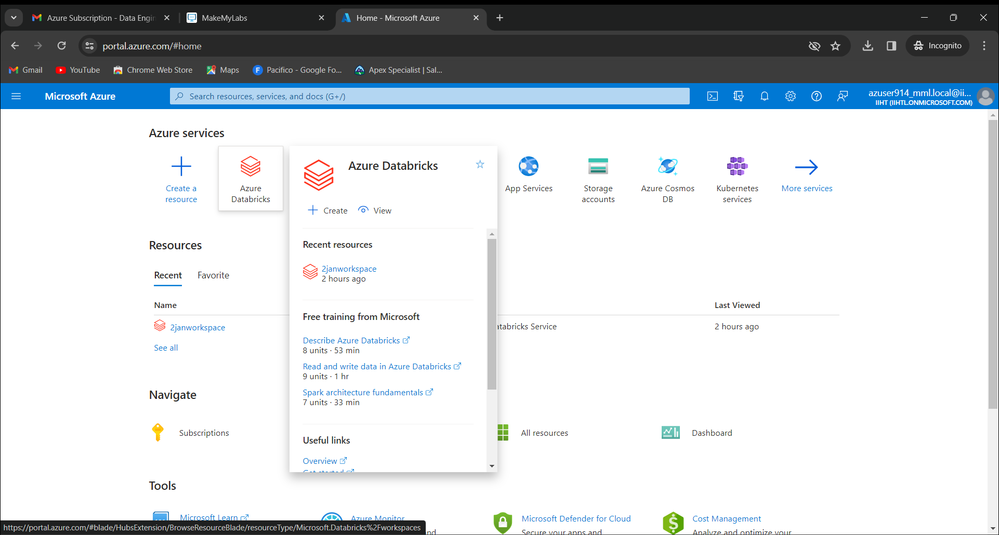 Azure Subscription - Data Engin
MakeMyLabs
Home - Microsoft Azure
portal.azure.com/#home
Incognito
Gmail
YouTube
Chrome Web Store
Maps
Pacifico - Google Fo...
Apex Specialist | Sal...
Microsoft Azure
Search resources, services, and docs (G+/)
azuser914_mml.local@ii...
IIHT (IIHTL.ONMICROSOFT.COM)
Azure services
Create a
resource
Azure
Databricks
Azure Databricks
Create
View
App Services
Storage
accounts
Azure Cosmos
DB
Kubernetes
services
More services
Recent resources
2janworkspace
2 hours ago
Free training from Microsoft
Describe Azure Databricks
8 units · 53 min
Read and write data in Azure Databricks
9 units · 1 hr
Spark architecture fundamentals
7 units · 33 min
Useful links
Overview
Get started
Resources
Recent
Favorite
Name
Last Viewed
2janworkspace
atabricks Service
2 hours ago
See all
Navigate
Subscriptions
All resources
Dashboard
Tools
Microsoft Learn
Azure Monitor
Microsoft Defender for Cloud
Secure your apps and
Cost Management
Analyze and optimize your
nd
https://portal.azure.com/#blade/HubsExtension/BrowseResourceBlade/resourceType/Microsoft.Databricks%2Fworkspaces